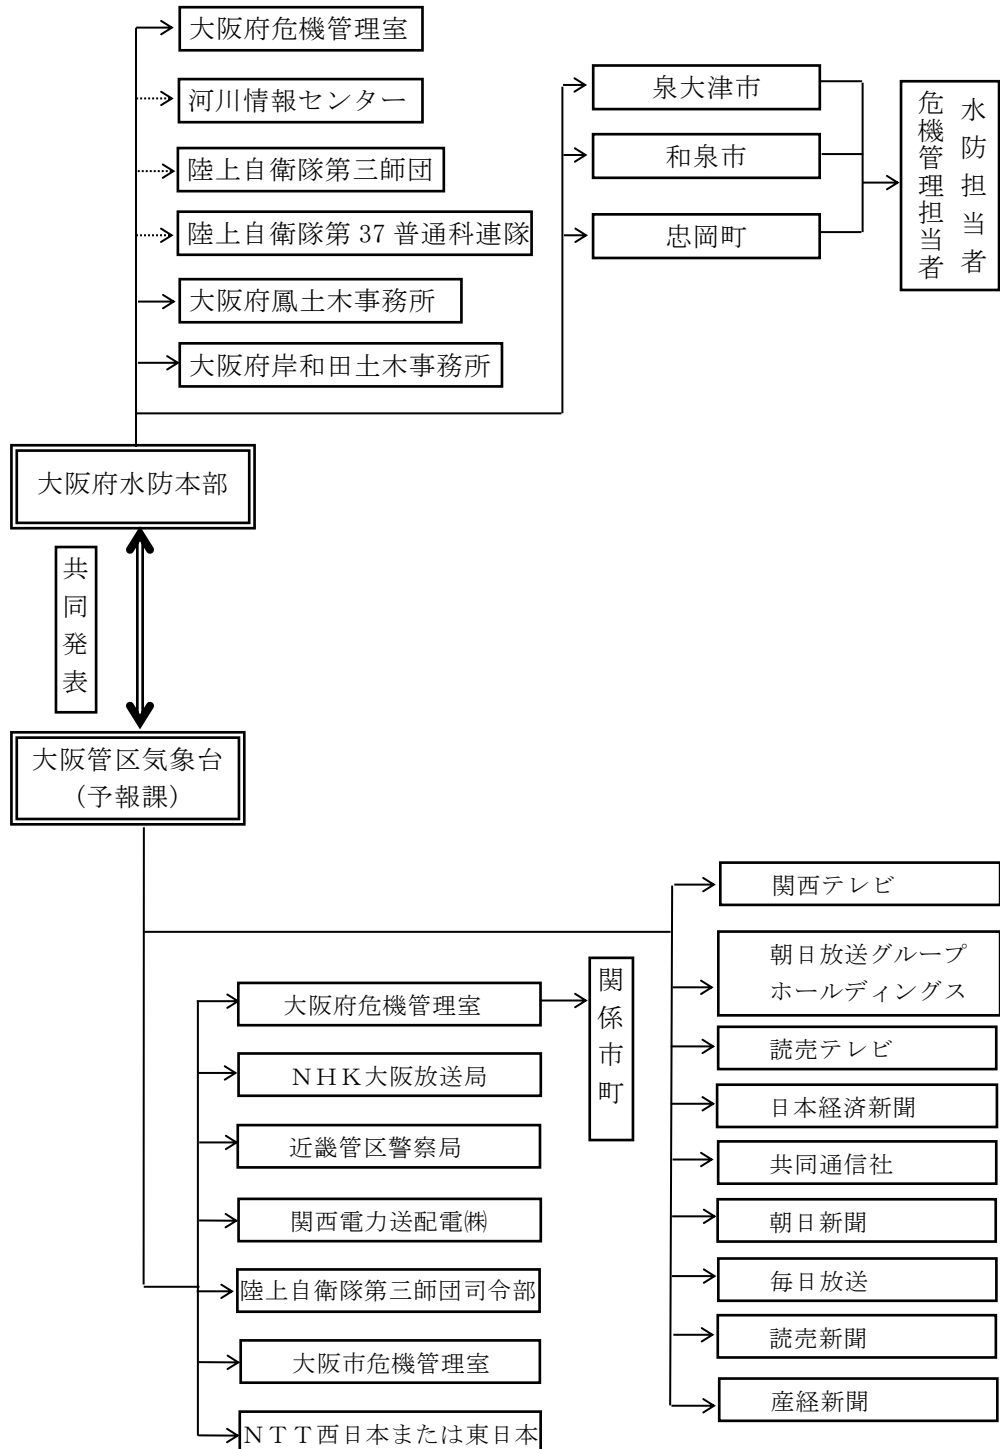 大阪府危機管理室
河川情報センター
陸上自衛隊第三師団
陸上自衛隊第 37 普通科連隊
大阪府鳳土木事務所
大阪府岸和田土木事務所
泉大津市
和泉市
忠岡町
水防担当者
危機管理担当者
大阪府水防本部
共同発表
大阪管区気象台
（予報課）
大阪府危機管理室
ＮＨＫ大阪放送局
近畿管区警察局
関西電力送配電㈱
陸上自衛隊第三師団司令部
大阪市危機管理室
ＮＴＴ西日本または東日本
関係市町
関西テレビ
朝日放送グループ
ホールディングス
読売テレビ
日本経済新聞
共同通信社
朝日新聞
毎日放送
読売新聞
産経新聞